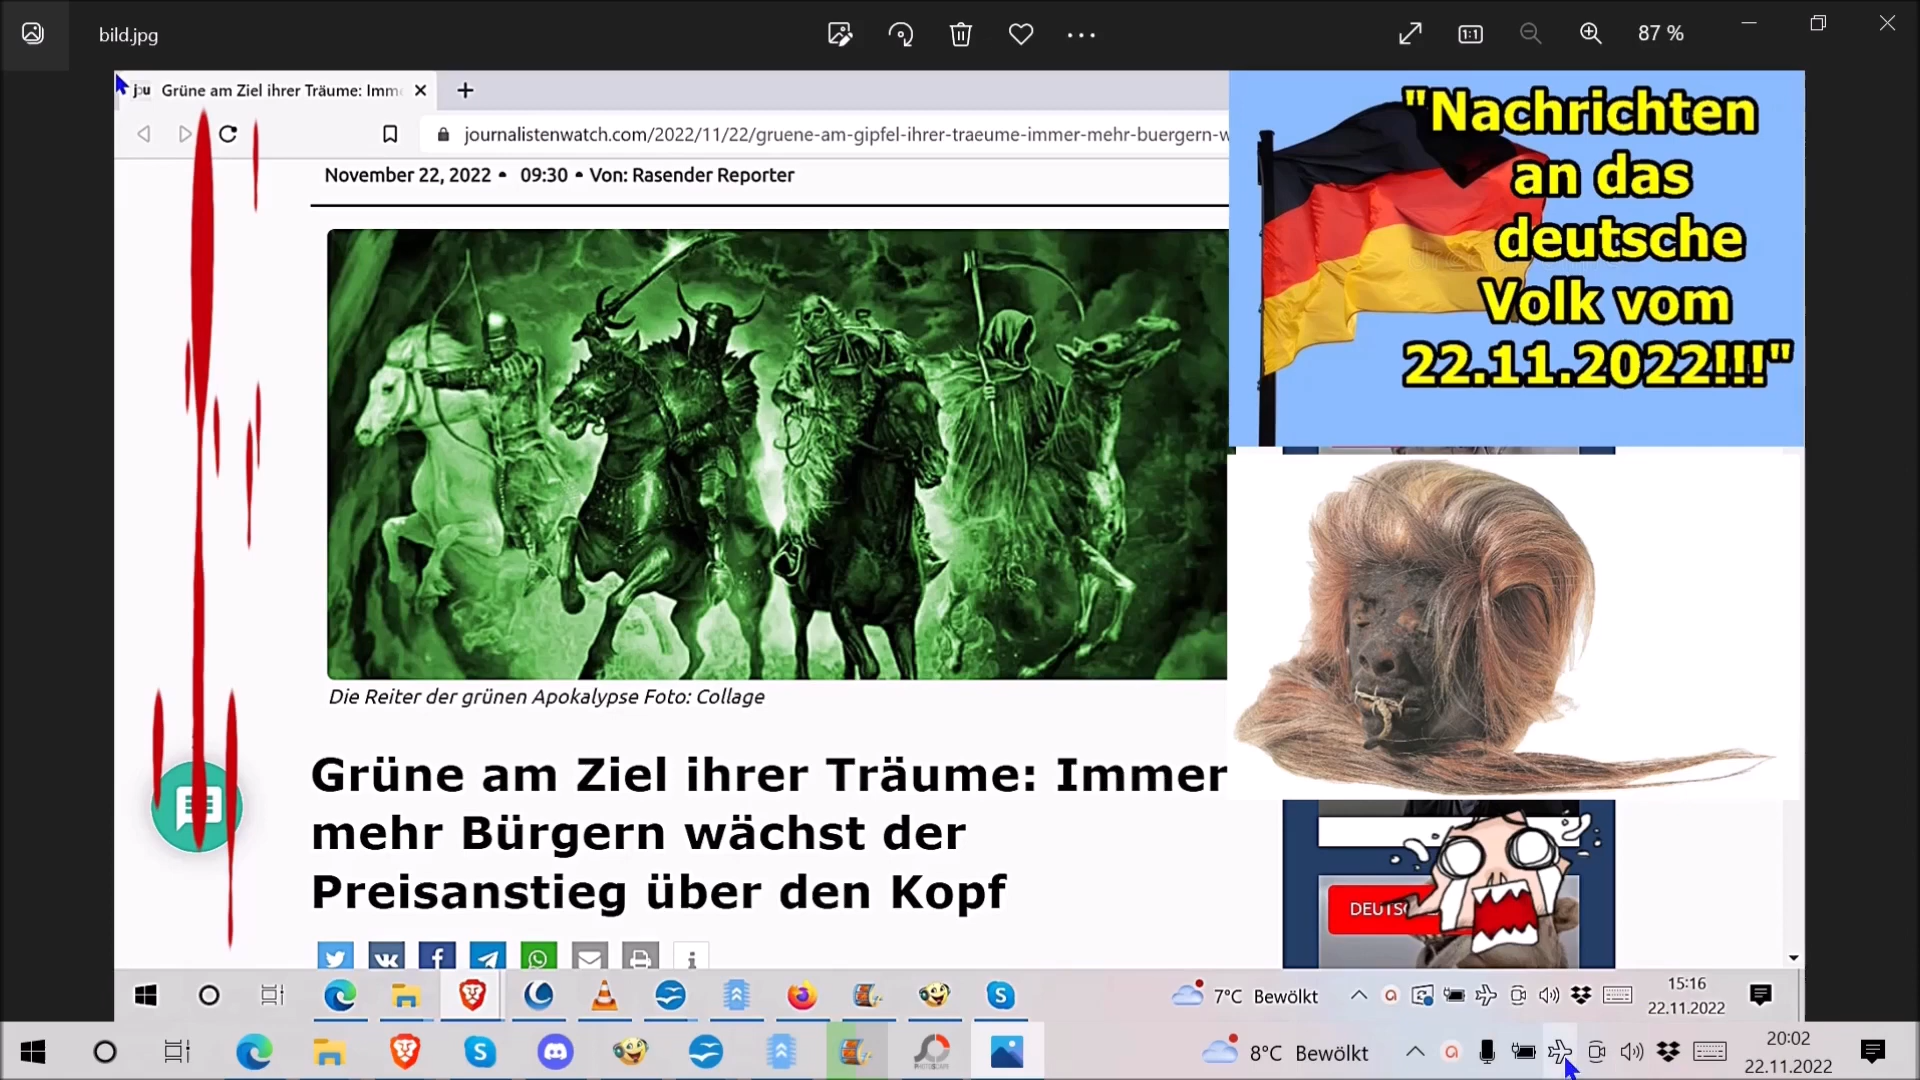 bild.jpg
87 %
Grüne am Ziel ihrer Träume: Imm
journalistenwatch.com/2022/11/22/gruene-am-gipfel-ihrer-traeume-immer-mehr-buergern-w
November 22, 2022 • 09:30 • Von: Rasender Reporter
"Nachrichten
an das
deutsche
Volk vom
22.11.2022!!!"
Die Reiter der grünen Apokalypse Foto: Collage
Grüne am Ziel ihrer Träume: Immer
mehr Bürgern wächst der
Preisanstieg über den Kopf
7°C Bewölkt
15:16
22.11.2022
8°C Bewölkt
20:02
22.11.2022